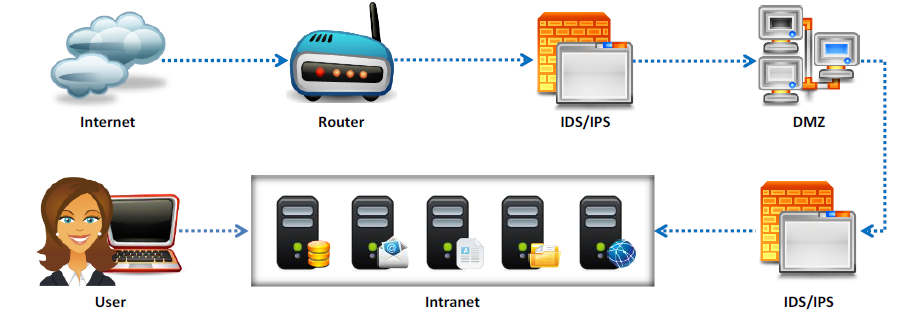 Internet
Router
IDS/IPS
DMZ
User
Intranet
IDS/IPS